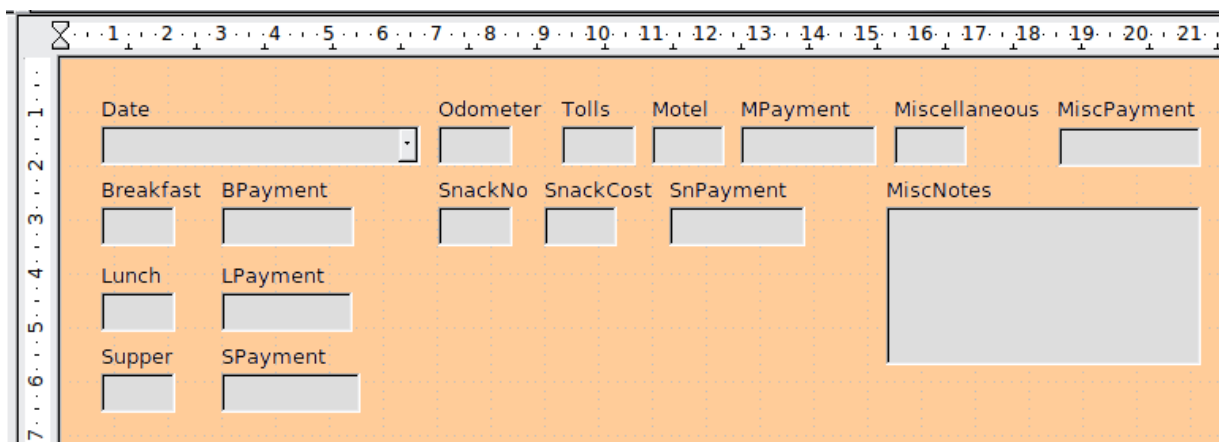 1 2 3 4 5 6 7 8 9 10 11 12 13 14 15 16 17 18 19 20 21
1
Date Odometer Tolls Motel MPayment Miscellaneous MiscPayment
2
Breakfast BPayment SnackNo SnackCost SnPayment MiscNotes
3
4
Lunch LPayment
5
Supper SPayment
6
7